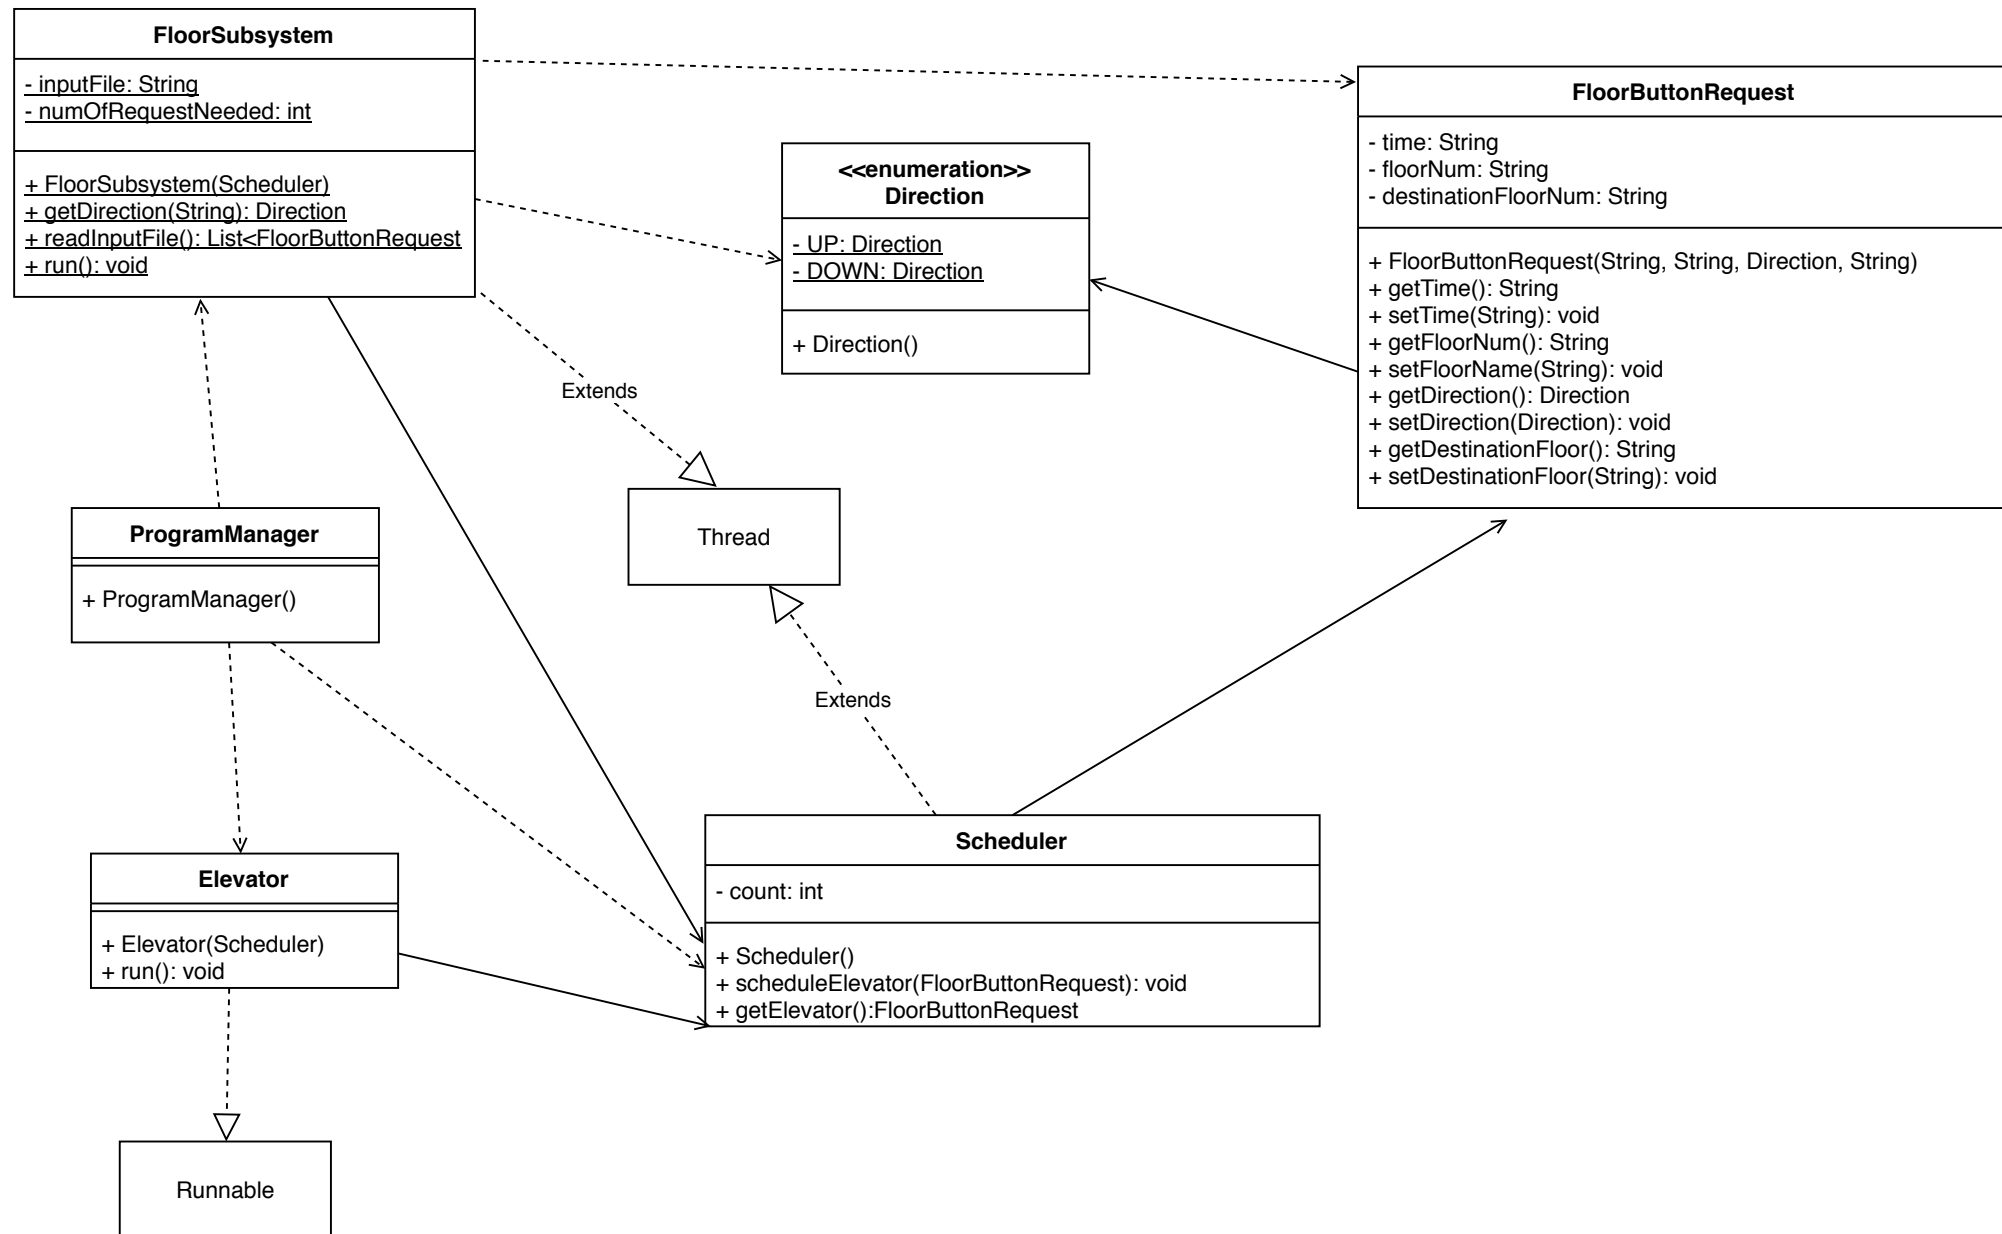 FloorSubsystem
- inputFile: String
- numOfRequestNeeded: int
+ FloorSubsystem(Scheduler)
+ getDirection(String): Direction
+ readInputFile(): List<FloorButtonRequest
+ run(): void
FloorButtonRequest
- time: String
- floorNum: String
- destinationFloorNum: String
+ FloorButtonRequest(String, String, Direction, String)
+ getTime(): String
+ setTime(String): void
+ getFloorNum(): String
+ setFloorName(String): void
+ getDirection(): Direction
+ setDirection(Direction): void
+ getDestinationFloor(): String
+ setDestinationFloor(String): void
<<enumeration>>
Direction
- UP: Direction
- DOWN: Direction
+ Direction()
Extends
Thread
ProgramManager
+ ProgramManager()
Extends
Elevator
+ Elevator(Scheduler)
+ run(): void
Scheduler
- count: int
+ Scheduler()
+ scheduleElevator(FloorButtonRequest): void
+ getElevator():FloorButtonRequest
Runnable